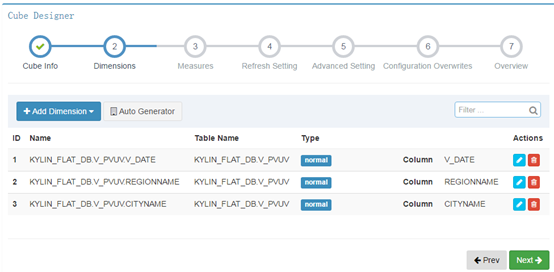 Cube Designer
2 3 4 5 6 7
Cube Info Dimensions Measures Refresh Setting Advanced Setting Configuration Overwrites Overview
+ Add Dimension Auto Generator Filter ...
ID Name Table Name Type Actions
1 KYLIN_FLAT_DB.V_PVUV.V_DATE KYLIN_FLAT_DB.V_PVUV normal Column V_DATE
2 KYLIN_FLAT_DB.V_PVUV.REGIONNAME KYLIN_FLAT_DB.V_PVUV normal Column REGIONNAME
3 KYLIN_FLAT_DB.V_PVUV.CITYNAME KYLIN_FLAT_DB.V_PVUV normal Column CITYNAME
Prev Next